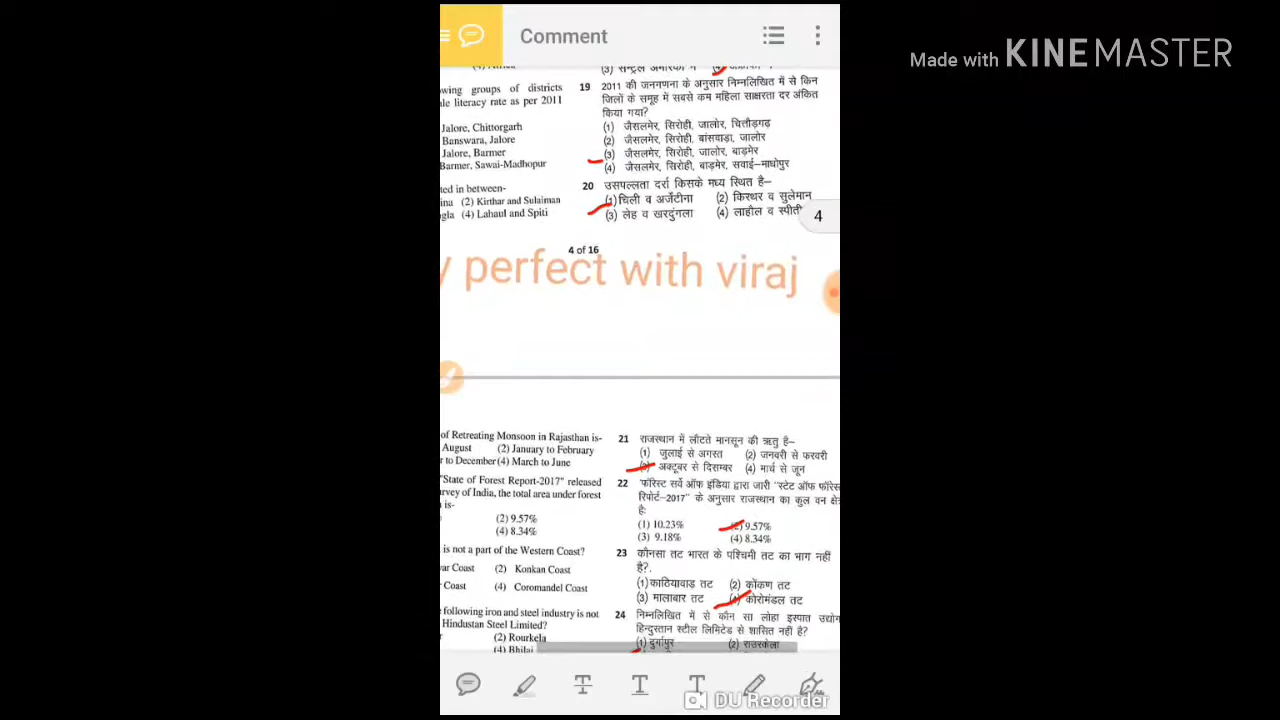 Comment
Made with KINEMASTER
(3) सेन्ट्रल अमेरिका में
wing groups of districts
le literacy rate as per 2011
Jalore, Chittorgarh
Banswara, Jalore
Jalore, Barmer
Barmer, Sawai-Madhopur
19 2011 की जनगणना के अनुसार निम्नलिखित में से किन
जिलों के समूह में सबसे कम महिला साक्षरता दर अंकित
किया गया?
(1) जैसलमेर, सिरोही, जालोर, चित्तौड़गढ़
(2) जैसलमेर, सिरोही, बांसवाड़ा, जालोर
(3) जैसलमेर, सिरोही, जालोर, बाड़मेर
(4) जैसलमेर, सिरोही, बाड़मेर, सवाई-माधोपुर
ted in between-
ina (2) Kirthar and Sulaiman
gla (4) Lahaul and Spiti
20 उसपल्लता दर्रा किसके मध्य स्थित है-
(1) चिली व अर्जेटीना (2) किरथर व सुलेमान
(3) लेह व खरदुंगला (4) लाहौल व स्पीती
4
4 of 16
y perfect with viraj
of Retreating Monsoon in Rajasthan is-
August (2) January to February
r to December (4) March to June
21 राजस्थान में लौटते मानसून की ऋतु है-
(1) जुलाई से अगस्त (2) जनवरी से फरवरी
अक्टूबर से दिसम्बर (4) मार्च से जून
"State of Forest Report-2017" released
rvey of India, the total area under forest
is-
(2) 9.57%
(4) 8.34%
22 'फॉरेस्ट सर्वे ऑफ इंडिया द्वारा जारी "स्टेट ऑफ फॉरेस
रिपोर्ट-2017" के अनुसार राजस्थान का कुल वन क्षे
है:
(1) 10.23% (2) 9.57%
(3) 9.18% (4) 8.34%
is not a part of the Western Coast?
ar Coast (2) Konkan Coast
Coast (4) Coromandel Coast
23 कौनसा तट भारत के पश्चिमी तट का भाग नहीं
है?.
(1) काठियावाड तट (2) कोंकण तट
(3) मालाबार तट (4) कोरोमंडल तट
following iron and steel industry is not
Hindustan Steel Limited?
(2) Rourkela
(4) Bhilai
24 निम्नलिखित में से कौन सा लोहा इस्पात उद्योग
हिन्दुस्तान स्टील लिमिटेड से शासित नहीं है?
(1) दुर्गापुर (2) राउरकेला
DU Recorder